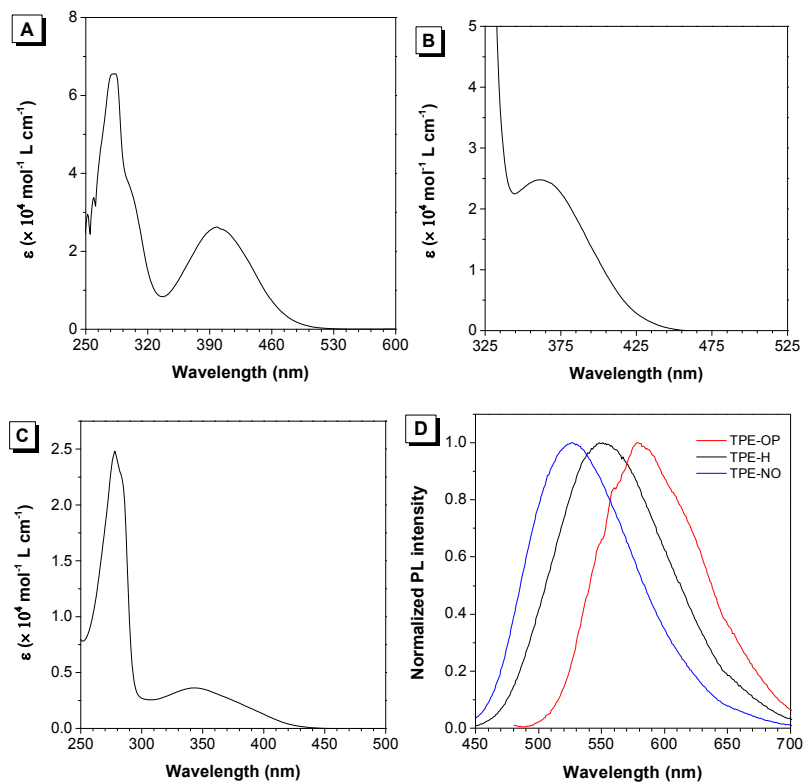 A
8
6
4
2
0
ε (× 10⁴ mol⁻¹ L cm⁻¹)
250 320 390 460 530 600
Wavelength (nm)
B
5
4
3
2
1
0
ε (× 10⁴ mol⁻¹ L cm⁻¹)
325 375 425 475 525
Wavelength (nm)
C
2.5
2.0
1.5
1.0
0.5
0.0
ε (× 10⁴ mol⁻¹ L cm⁻¹)
250 300 350 400 450 500
Wavelength (nm)
D
TPE-OP
TPE-H
TPE-NO
1.0
0.8
0.6
0.4
0.2
0.0
Normalized PL intensity
450 500 550 600 650 700
Wavelength (nm)